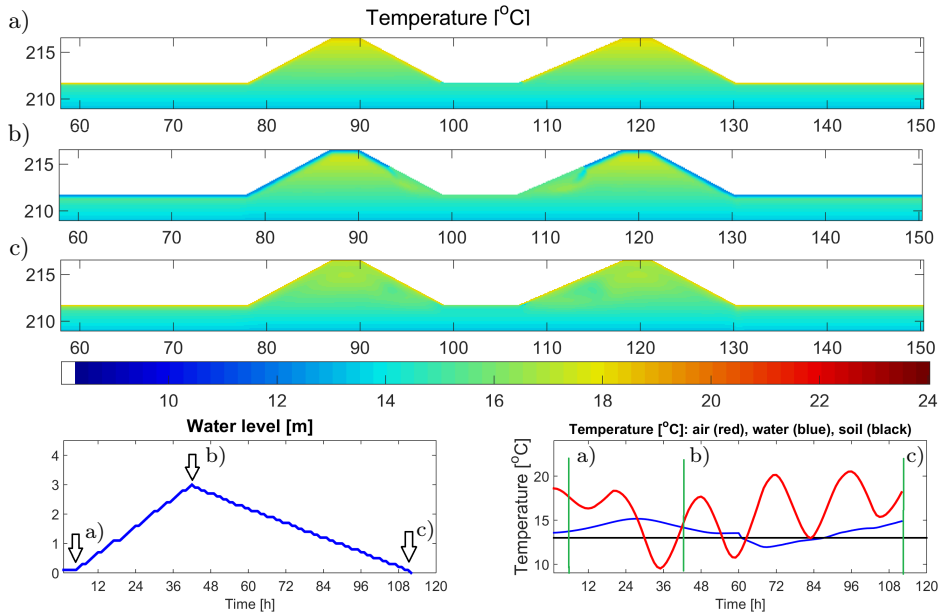 Temperature [°C]
a)
215
210
60 70 80 90 100 110 120 130 140 150
b)
215
210
60 70 80 90 100 110 120 130 140 150
c)
215
210
60 70 80 90 100 110 120 130 140 150
10 12 14 16 18 20 22 24
Water level [m]
4
3
2
1
0
a)
b)
c)
12 24 36 48 60 72 84 96 108 120
Time [h]
Temperature [°C]: air (red), water (blue), soil (black)
Temperature [°C]
20
15
10
a) b) c)
12 24 36 48 60 72 84 96 108 120
Time [h]